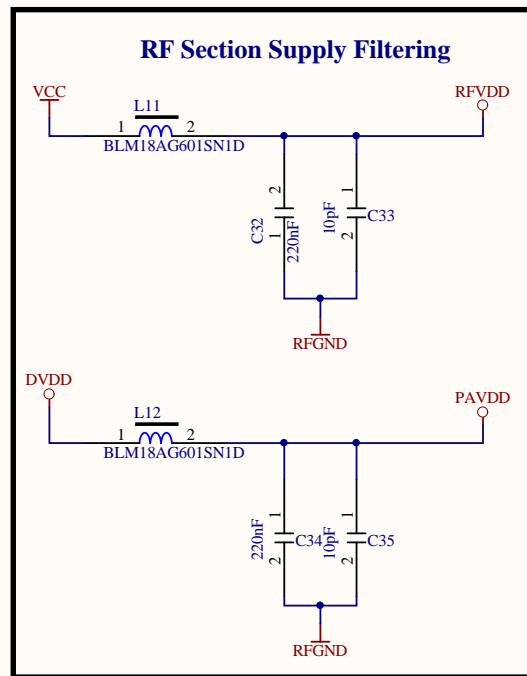 RF Section Supply Filtering
VCC
RFVDD
L11
1 2
BLM18AG601SN1D
2
1
C32
220nF
10pF
1
2
C33
RFGND
DVDD
PAVDD
L12
1 2
BLM18AG601SN1D
220nF
1
2
C34
10pF
1
2
C35
RFGND